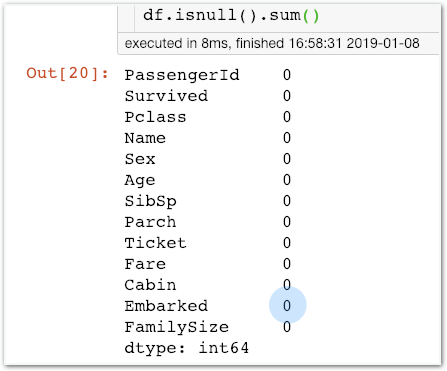 df.isnull().sum()
executed in 8ms, finished 16:58:31 2019-01-08
Out[20]: PassengerId 0
Survived 0
Pclass 0
Name 0
Sex 0
Age 0
SibSp 0
Parch 0
Ticket 0
Fare 0
Cabin 0
Embarked 0
FamilySize 0
dtype: int64